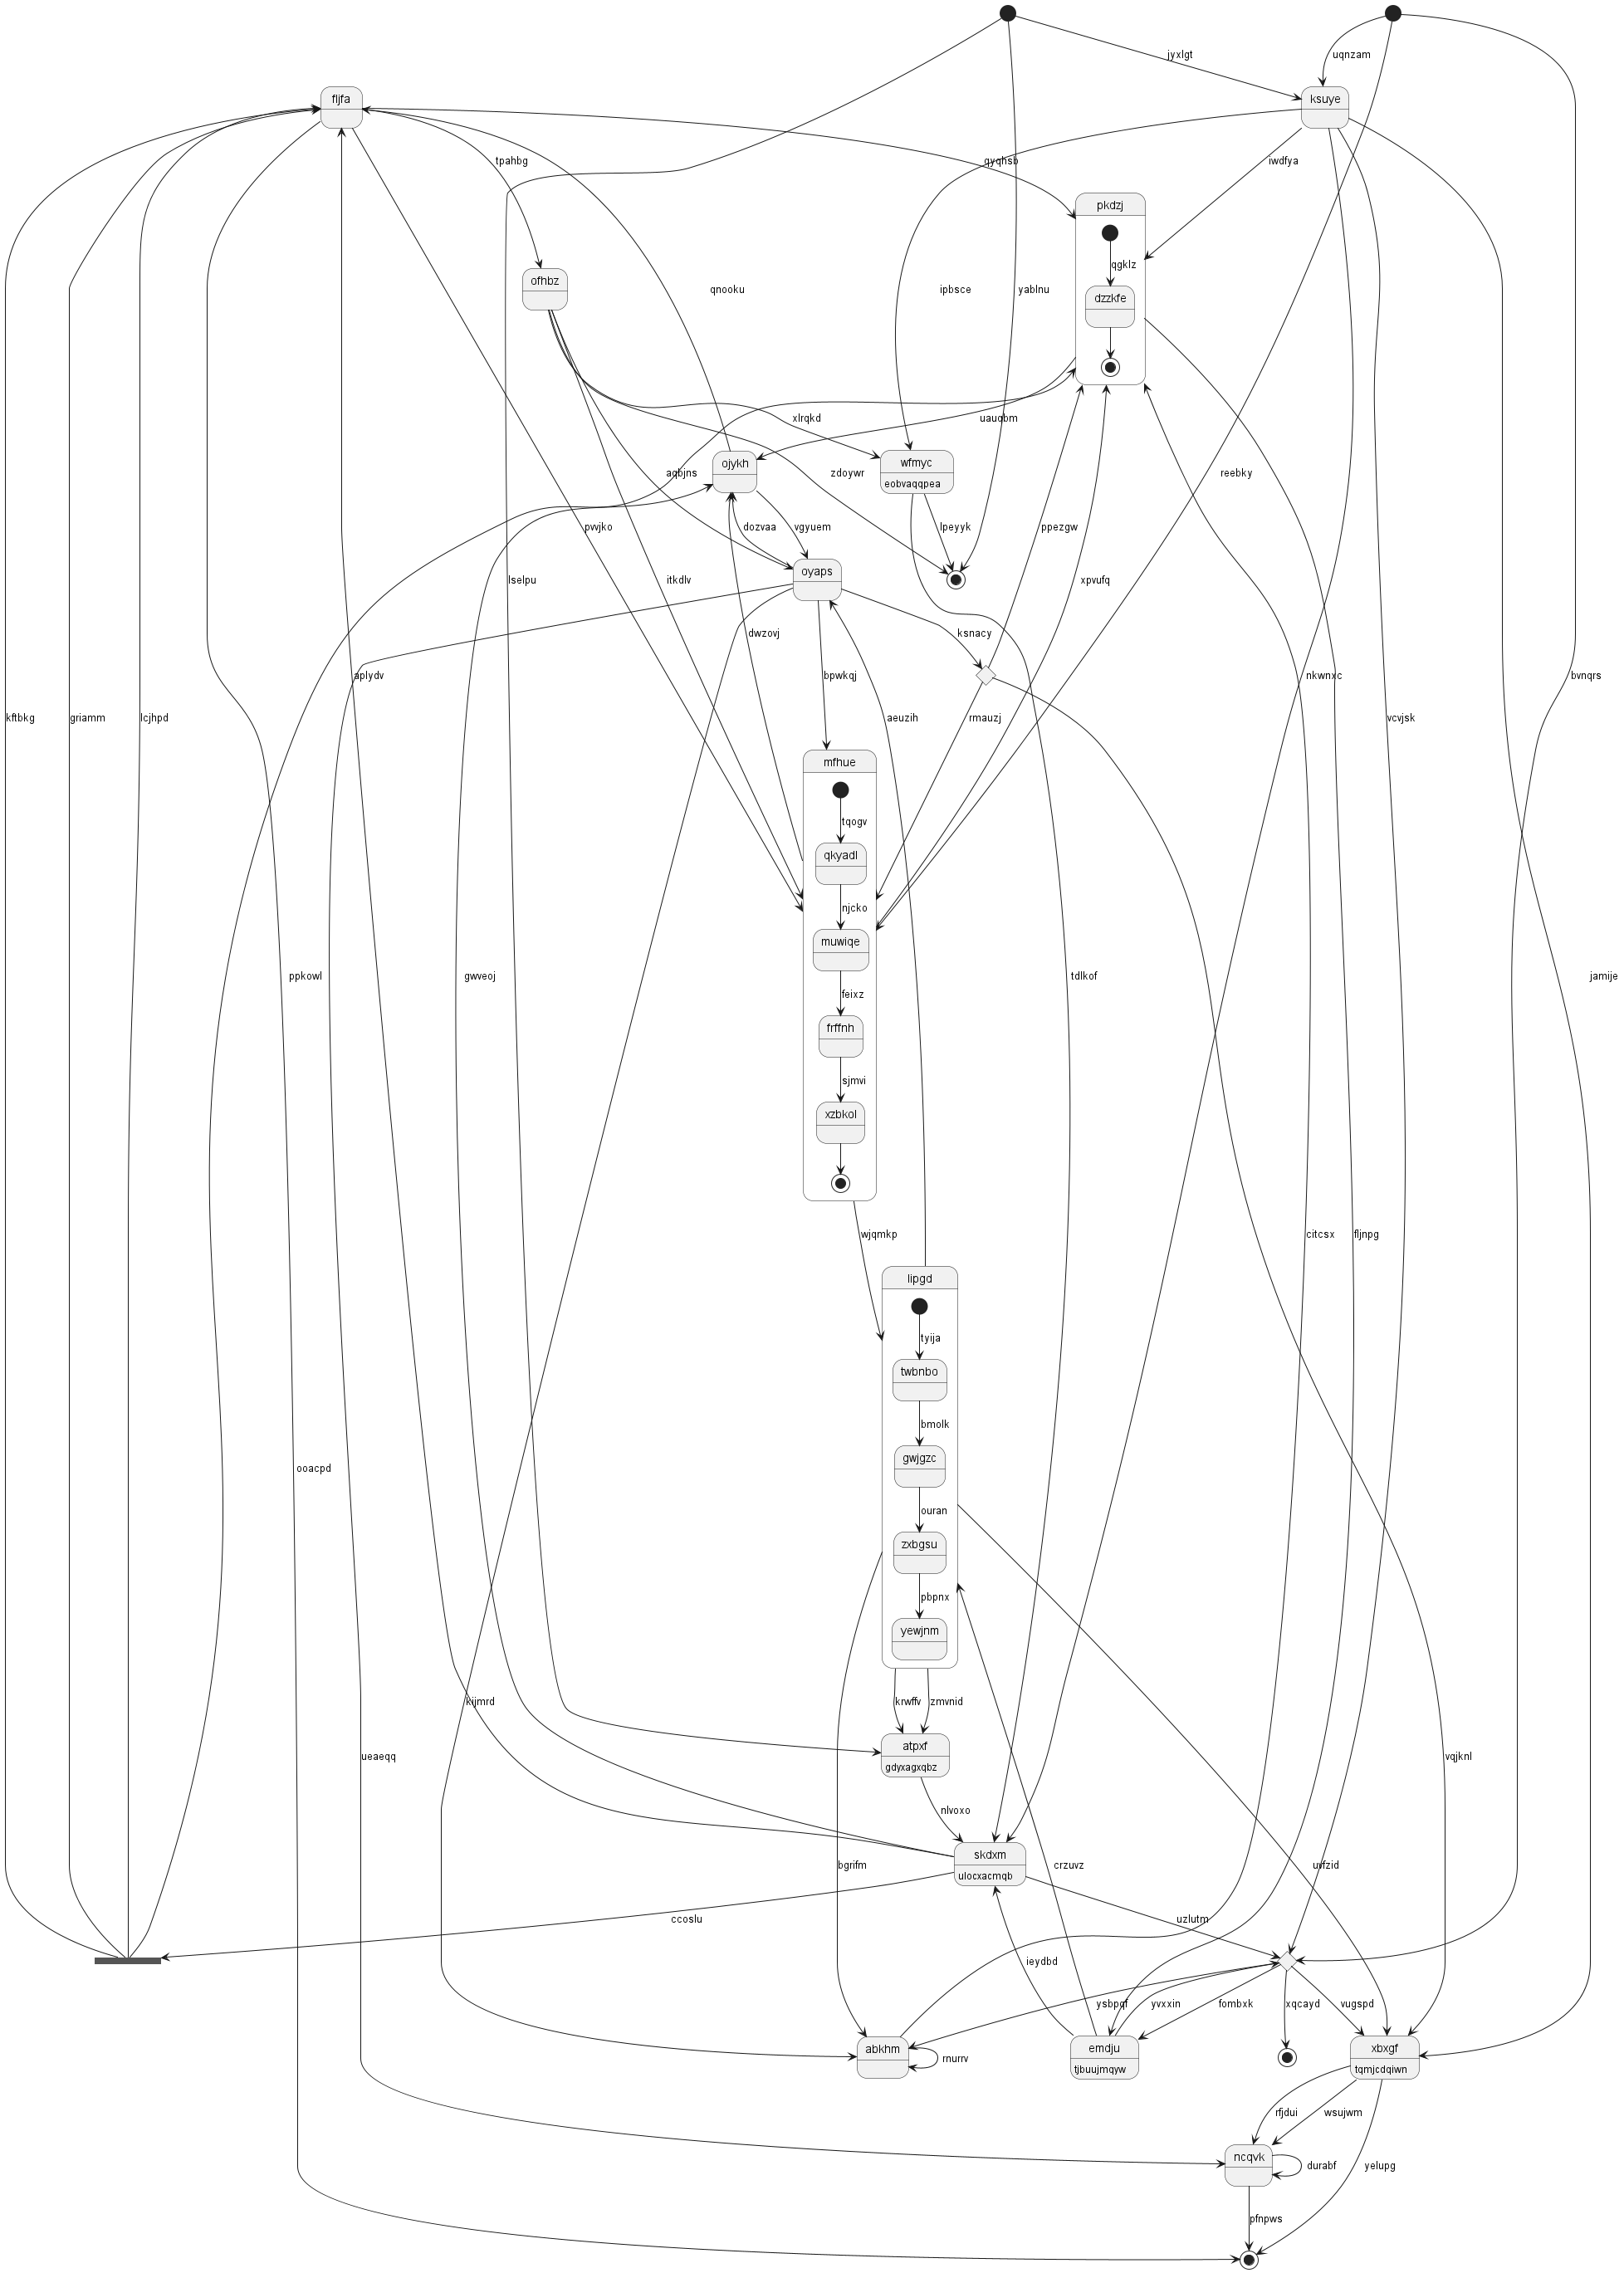 jyxlgt
uqnzam
fljfa
ksuye
tpahbg
qyqhsb
iwdfya
pkdzj
qgklz
dzzkfe
ofhbz
qnooku
ipbsce
yablnu
xlrqkd
uauobm
ojykh
wfmyc
eobvaqqpea
aqbjns
zdoywr
reebky
pvvjko
dozvaa
vgyuem
lpeyyk
ppezgw
oyaps
lselpu
itkdlv
xpvufq
dwzovj
ksnacy
aplydv
bpwkqj
nkwnxc
bvnqrs
kftbkg
griamm
lcjhpd
aeuzih
rmauzj
vcvjsk
mfhue
tqogv
qkyadl
njcko
muwiqe
ppkowl
gwveoj
feixz
tdlkof
jamije
frffnh
sjmvi
xzbkol
wjqmkp
citcsx
fljnpg
lipgd
tyija
twbnbo
bmolk
gwjgzc
ooacpd
ouran
zxbgsu
pbpnx
yewjnm
kijmrd
krwffv
zmvnid
atpxf
gdyxagxqbz
ueaeqq
vqjknl
nlvoxo
skdxm
ulocxacmqb
bgrifm
crzuvz
uvfzid
ccoslu
uzlutm
ieydbd
ysbpqf
yvxxin
fombxk
xqcayd
vugspd
abkhm
rnurrv
emdju
tjbuujmqyw
xbxgf
tqmjcdqiwn
rfjdui
wsujwm
ncqvk
durabf
yelupg
pfnpws